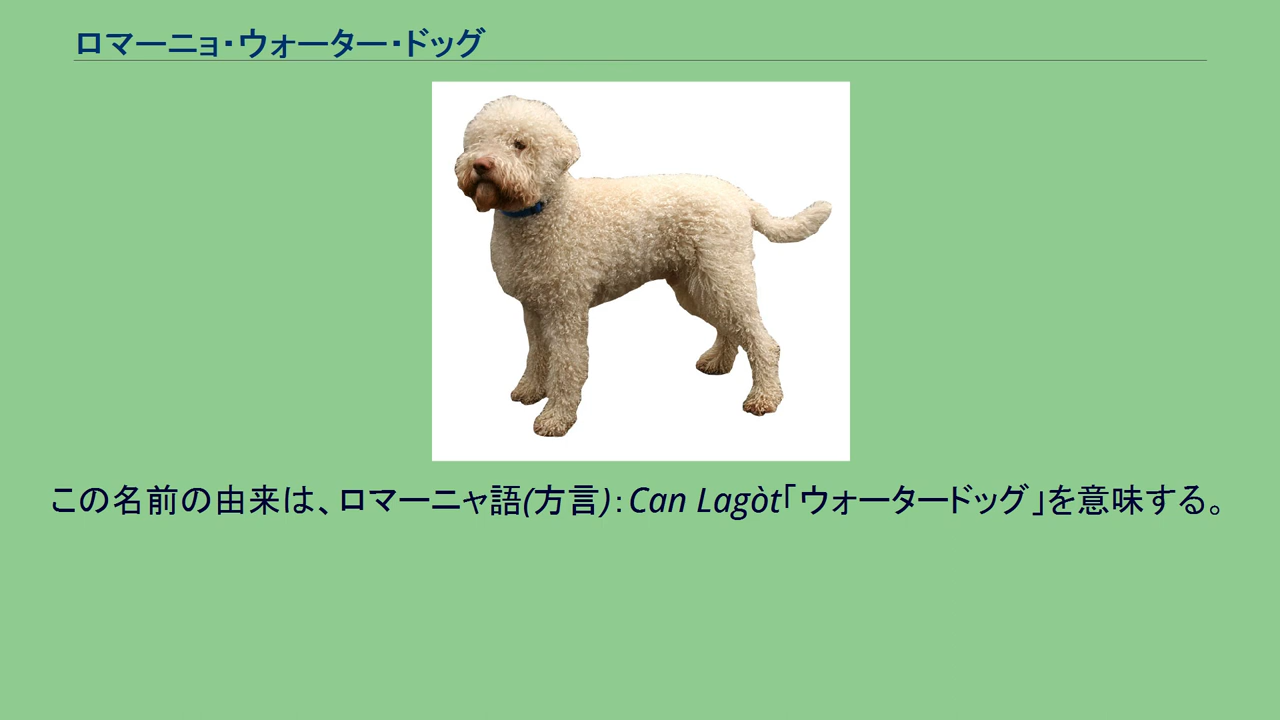 ロマーニョ・ウォーター・ドッグ
この名前の由来は、ロマーニャ語(方言)：Can Lagòt「ウォータードッグ」を意味する。